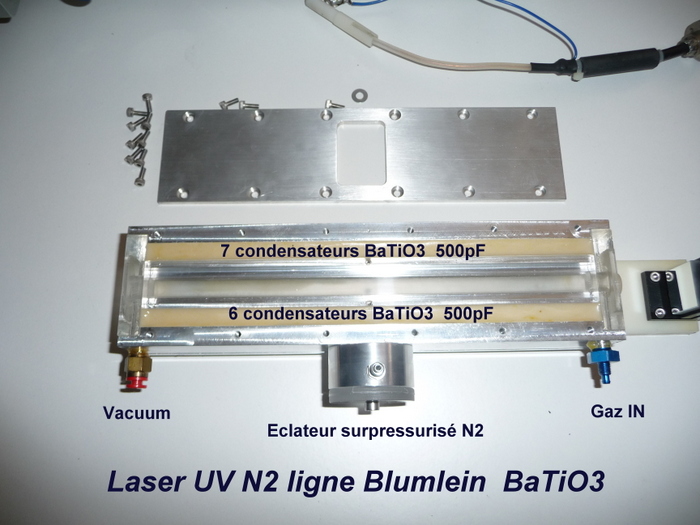 7 condensateurs BaTiO3  500pF
6 condensateurs BaTiO3  500pF
Vacuum
Gaz IN
Eclateur surpressurisé N2
Laser UV N2 ligne Blumlein  BaTiO3